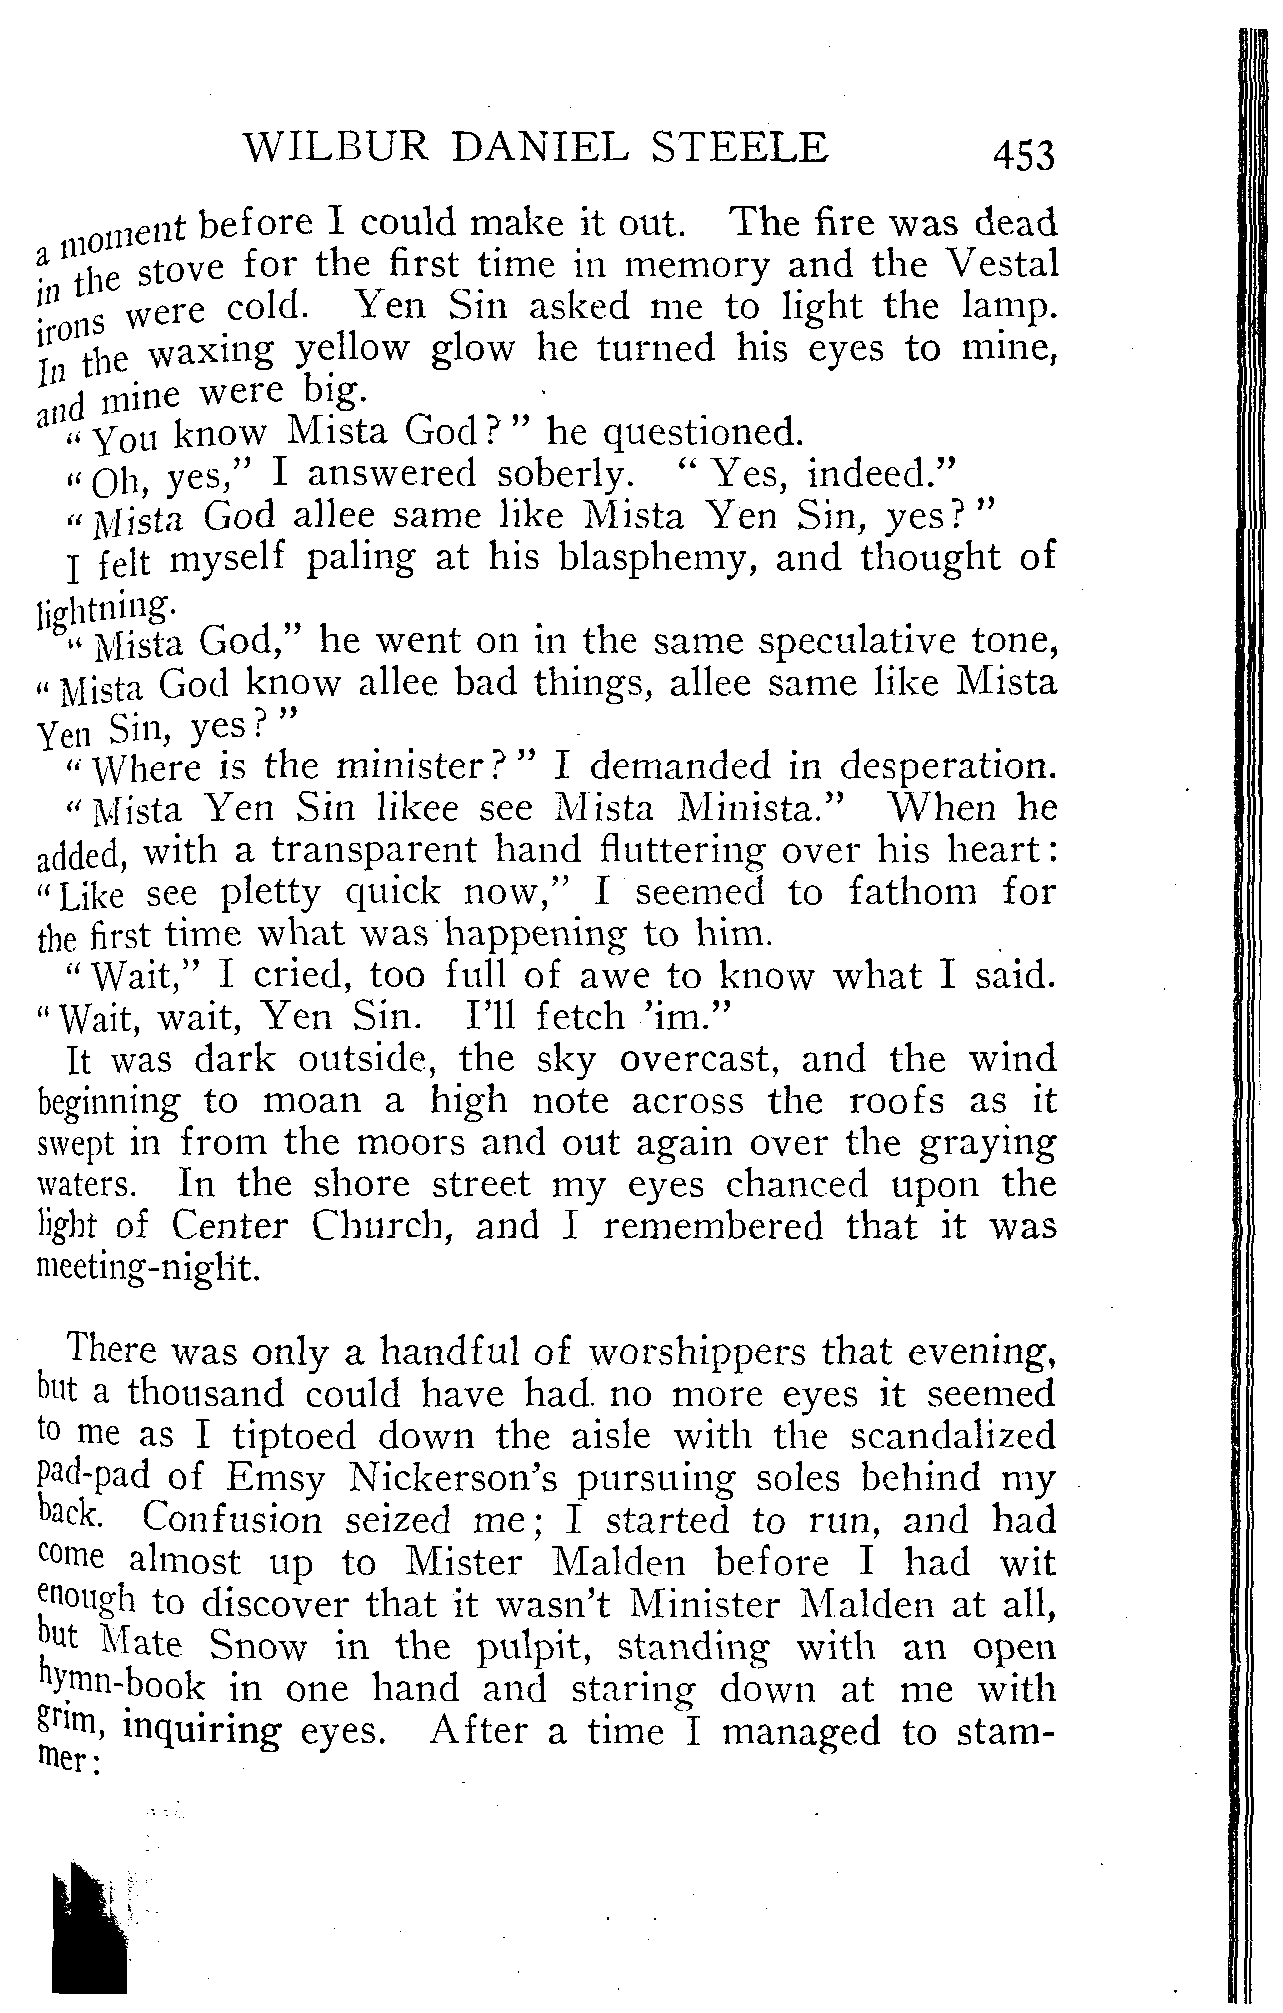 WILBUR DANIEL STEELE 453
a moment before I could make it out. The fire was dead
in the stove for the first time in memory and the Vestal
irons were cold. Yen Sin asked me to light the lamp.
In the waxing yellow glow he turned his eyes to mine,
and mine were big.
"You know Mista God?" he questioned.
"Oh, yes," I answered soberly. "Yes, indeed."
"Mista God allee same like Mista Yen Sin, yes?"
I felt myself paling at his blasphemy, and thought of
lightning.
"Mista God," he went on in the same speculative tone,
"Mista God know allee bad things, allee same like Mista
Yen Sin, yes?"
"Where is the minister?" I demanded in desperation.
"Mista Yen Sin likee see Mista Minista." When he
added, with a transparent hand fluttering over his heart:
"Like see pletty quick now," I seemed to fathom for
the first time what was happening to him.
"Wait," I cried, too full of awe to know what I said.
"Wait, wait, Yen Sin. I'll fetch 'im."
It was dark outside, the sky overcast, and the wind
beginning to moan a high note across the roofs as it
swept in from the moors and out again over the graying
waters. In the shore street my eyes chanced upon the
light of Center Church, and I remembered that it was
meeting-night.
There was only a handful of worshippers that evening,
but a thousand could have had no more eyes it seemed
to me as I tiptoed down the aisle with the scandalized
pad-pad of Emsy Nickerson's pursuing soles behind my
back. Confusion seized me; I started to run, and had
come almost up to Mister Malden before I had wit
enough to discover that it wasn't Minister Malden at all,
but Mate Snow in the pulpit, standing with an open
hymn-book in one hand and staring down at me with
grim, inquiring eyes. After a time I managed to stam-
mer: